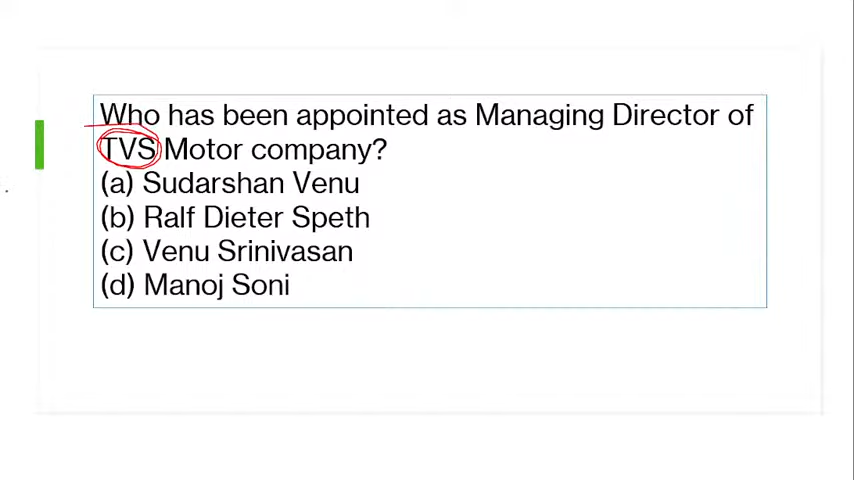 Who has been appointed as Managing Director of
TVS Motor company?
(a) Sudarshan Venu
(b) Ralf Dieter Speth
(c) Venu Srinivasan
(d) Manoj Soni